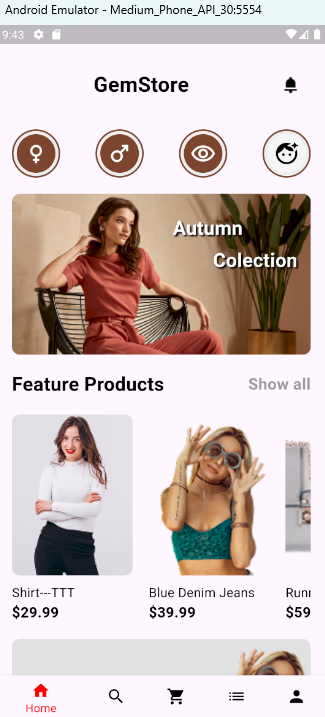 Android Emulator - Medium_Phone_API_30:5554
9:43
GemStore
Autumn
Colection
Feature Products
Show all
Shirt---TTT
Blue Denim Jeans
Runn
$29.99
$39.99
$59
Home